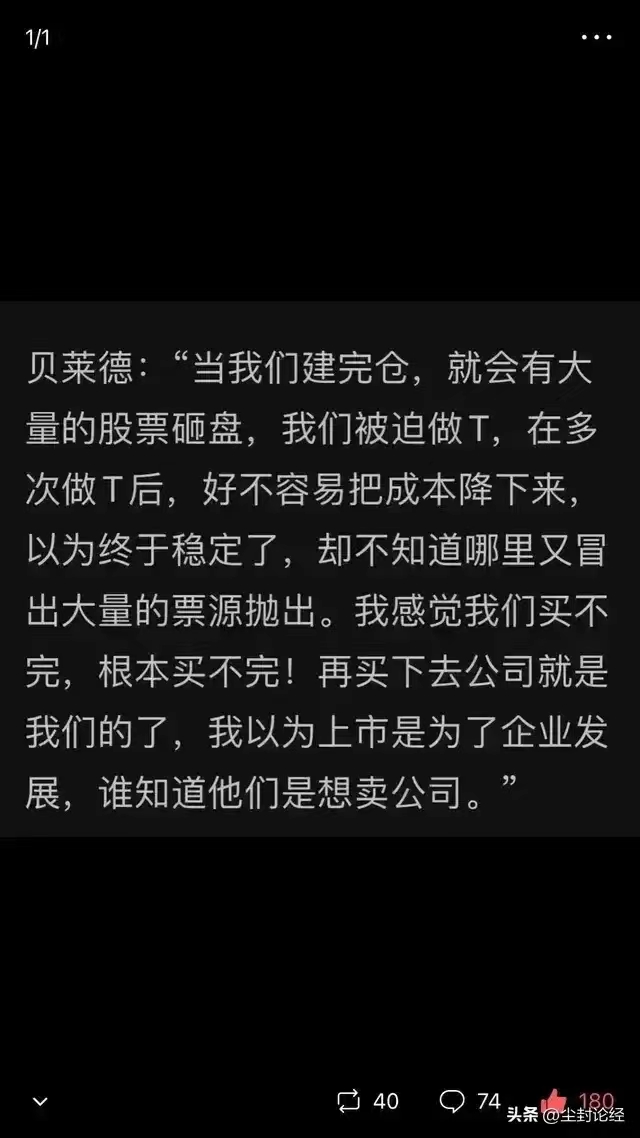 1/1
贝莱德：“当我们建完仓，就会有大
量的股票砸盘，我们被迫做T，在多
次做T后，好不容易把成本降下来，
以为终于稳定了，却不知道哪里又冒
出大量的票源抛出。我感觉我们买不
完，根本买不完！再买下去公司就是
我们的了，我以为上市是为了企业发
展，谁知道他们是想卖公司。”
40 74 180
头条 @尘封论经